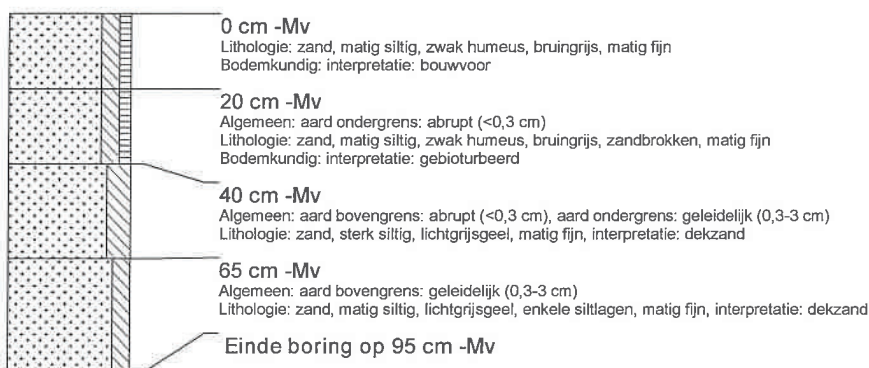 0 cm -Mv
Lithologie: zand, matig siltig, zwak humeus, bruingrijs, matig fijn
Bodemkundig: interpretatie: bouwvoor
20 cm -Mv
Algemeen: aard ondergrens: abrupt (<0,3 cm)
Lithologie: zand, matig siltig, zwak humeus, bruingrijs, zandbrokken, matig fijn
Bodemkundig: interpretatie: gebioturbeerd
40 cm -Mv
Algemeen: aard bovengrens: abrupt (<0,3 cm), aard ondergrens: geleidelijk (0,3-3 cm)
Lithologie: zand, sterk siltig, lichtgrijsgeel, matig fijn, interpretatie: dekzand
65 cm -Mv
Algemeen: aard bovengrens: geleidelijk (0,3-3 cm)
Lithologie: zand, matig siltig, lichtgrijsgeel, enkele siltlagen, matig fijn, interpretatie: dekzand
Einde boring op 95 cm -Mv